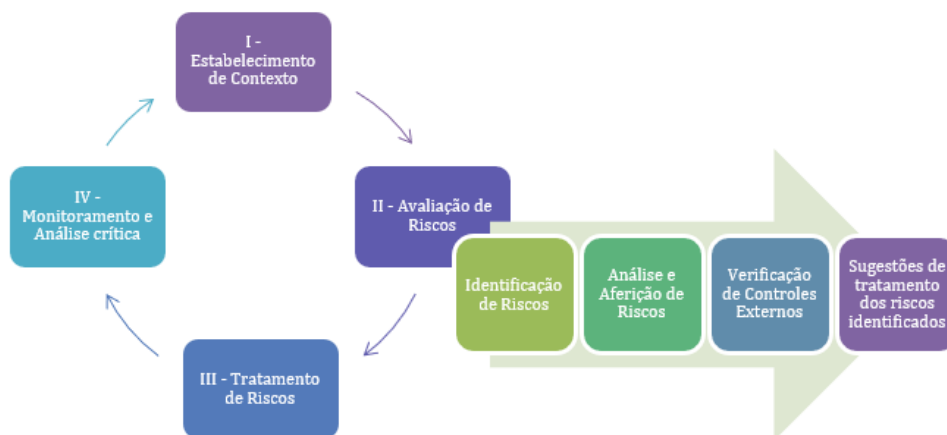 I -
Estabelecimento
de Contexto
II - Avaliação de
Riscos
III - Tratamento
de Riscos
IV -
Monitoramento e
Análise crítica
Identificação
de Riscos
Análise e
Aferição de
Riscos
Verificação
de Controles
Externos
Sugestões de
tratamento
dos riscos
identificados